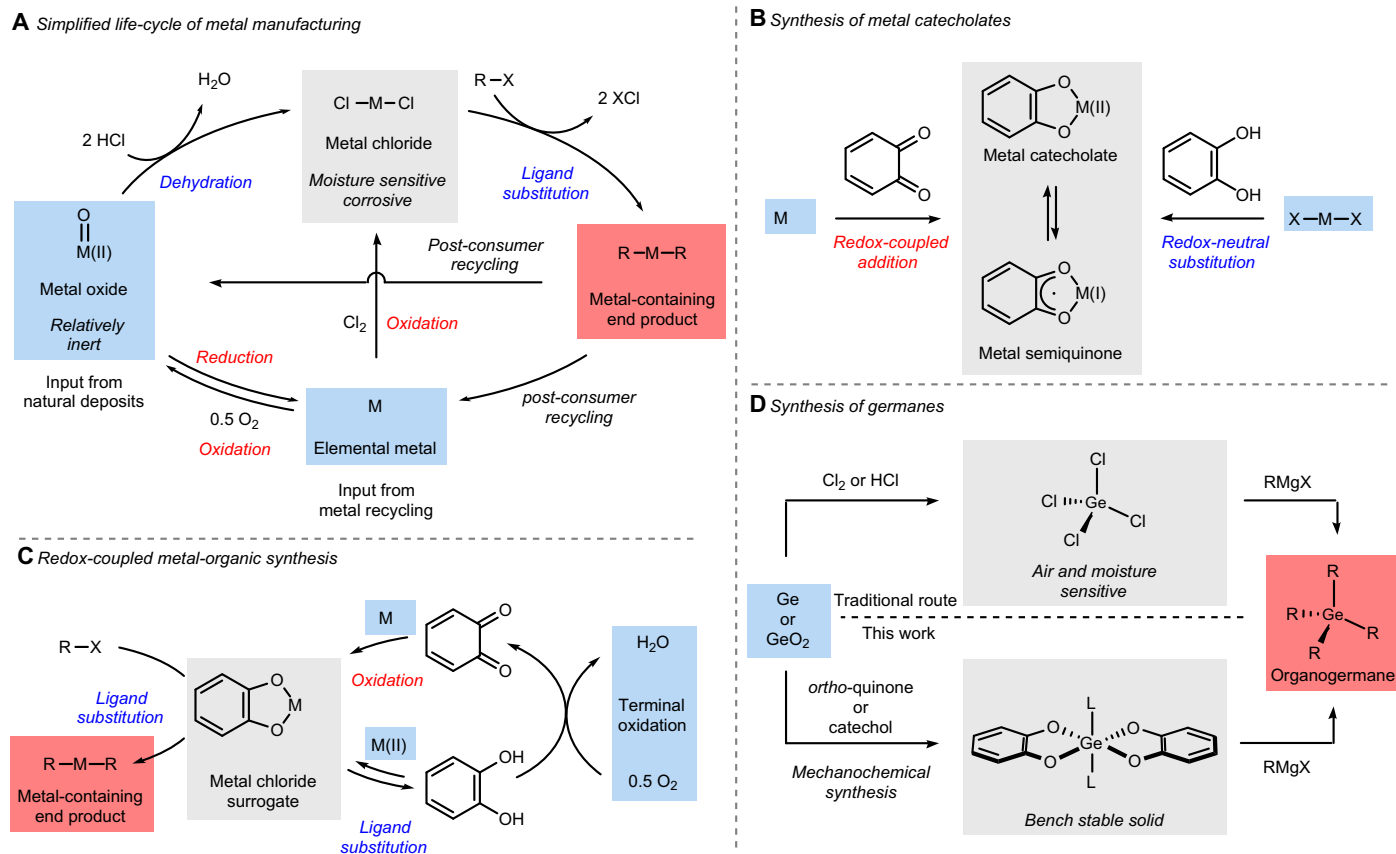 A Simplified life-cycle of metal manufacturing
H2O
2 HCl
Dehydration
Cl M Cl
Metal chloride
Moisture sensitive
corrosive
R X
2 XCl
Ligand
substitution
O
M(II)
Metal oxide
Relatively
inert
Input from
natural deposits
Post-consumer
recycling
R M R
Metal-containing
end product
Cl2
Oxidation
Reduction
0.5 O2
Oxidation
M
Elemental metal
Input from
metal recycling
post-consumer
recycling
B Synthesis of metal catecholates
M
O
O
Redox-coupled
addition
O
M(II)
O
Metal catecholate
O
M(I)
O
Metal semiquinone
OH
OH
Redox-neutral
substitution
X M X
C Redox-coupled metal-organic synthesis
R X
Ligand
substitution
R M R
Metal-containing
end product
O
M
O
Metal chloride
surrogate
M
Oxidation
O
O
M(II)
Ligand
substitution
OH
OH
H2O
Terminal
oxidation
0.5 O2
D Synthesis of germanes
Cl2 or HCl
Cl
Cl
Ge
Cl
Cl
Air and moisture
sensitive
RMgX
Ge
or
GeO2
Traditional route
This work
R
R
Ge
R
R
Organogermane
ortho-quinone
or
catechol
Mechanochemical
synthesis
L
O
O
Ge
O
O
L
Bench stable solid
RMgX